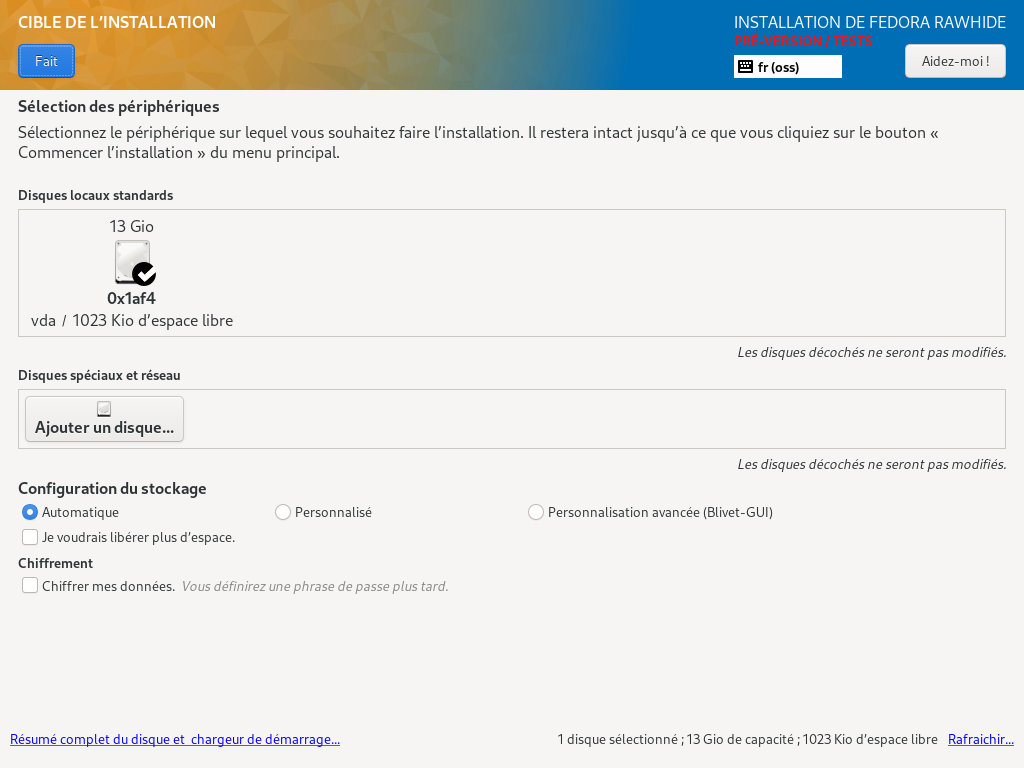 CIBLE DE L'INSTALLATION
INSTALLATION DE FEDORA RAWHIDE
PRÉ-VERSION / TESTS
Fait
fr (oss)
Aidez-moi !
Sélection des périphériques
Sélectionnez le périphérique sur lequel vous souhaitez faire l’installation. Il restera intact jusqu’à ce que vous cliquiez sur le bouton «
Commencer l’installation » du menu principal.
Disques locaux standards
13 Gio
0x1af4
vda / 1023 Kio d’espace libre
Les disques décochés ne seront pas modifiés.
Disques spéciaux et réseau
Ajouter un disque...
Les disques décochés ne seront pas modifiés.
Configuration du stockage
Automatique
Personnalisé
Personnalisation avancée (Blivet-GUI)
Je voudrais libérer plus d’espace.
Chiffrement
Chiffrer mes données. Vous définirez une phrase de passe plus tard.
Résumé complet du disque et  chargeur de démarrage...
1 disque sélectionné ; 13 Gio de capacité ; 1023 Kio d’espace libre
Rafraichir...